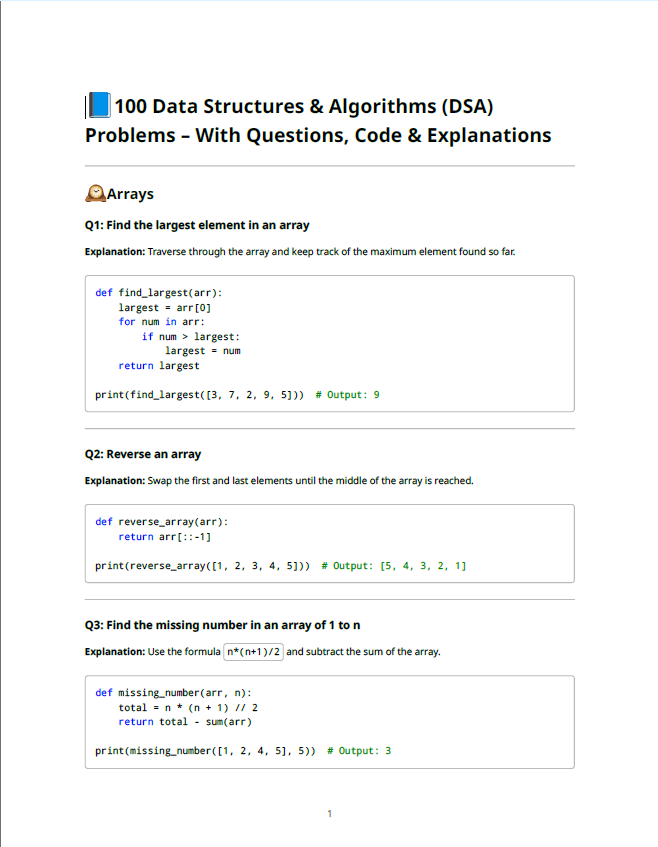 📘100 Data Structures & Algorithms (DSA)
Problems – With Questions, Code & Explanations
🕰Arrays
Q1: Find the largest element in an array
Explanation: Traverse through the array and keep track of the maximum element found so far.
def find_largest(arr):
    largest = arr[0]
    for num in arr:
        if num > largest:
            largest = num
    return largest
print(find_largest([3, 7, 2, 9, 5]))  # Output: 9
Q2: Reverse an array
Explanation: Swap the first and last elements until the middle of the array is reached.
def reverse_array(arr):
    return arr[::-1]
print(reverse_array([1, 2, 3, 4, 5]))  # Output: [5, 4, 3, 2, 1]
Q3: Find the missing number in an array of 1 to n
Explanation: Use the formula n*(n+1)/2 and subtract the sum of the array.
def missing_number(arr, n):
    total = n * (n + 1) // 2
    return total - sum(arr)
print(missing_number([1, 2, 4, 5], 5))  # Output: 3
1